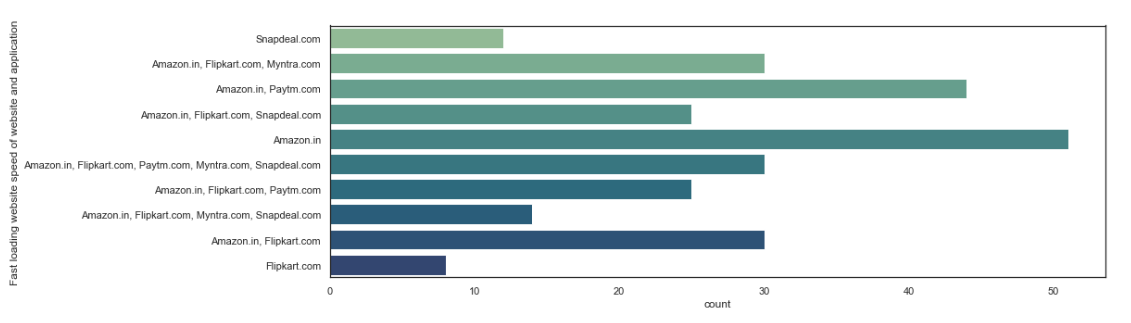 Fast loading website speed of website and application
Snapdeal.com
Amazon.in, Flipkart.com, Myntra.com
Amazon.in, Paytm.com
Amazon.in, Flipkart.com, Snapdeal.com
Amazon.in
Amazon.in, Flipkart.com, Paytm.com, Myntra.com, Snapdeal.com
Amazon.in, Flipkart.com, Paytm.com
Amazon.in, Flipkart.com, Myntra.com, Snapdeal.com
Amazon.in, Flipkart.com
Flipkart.com
0 10 20 30 40 50
count